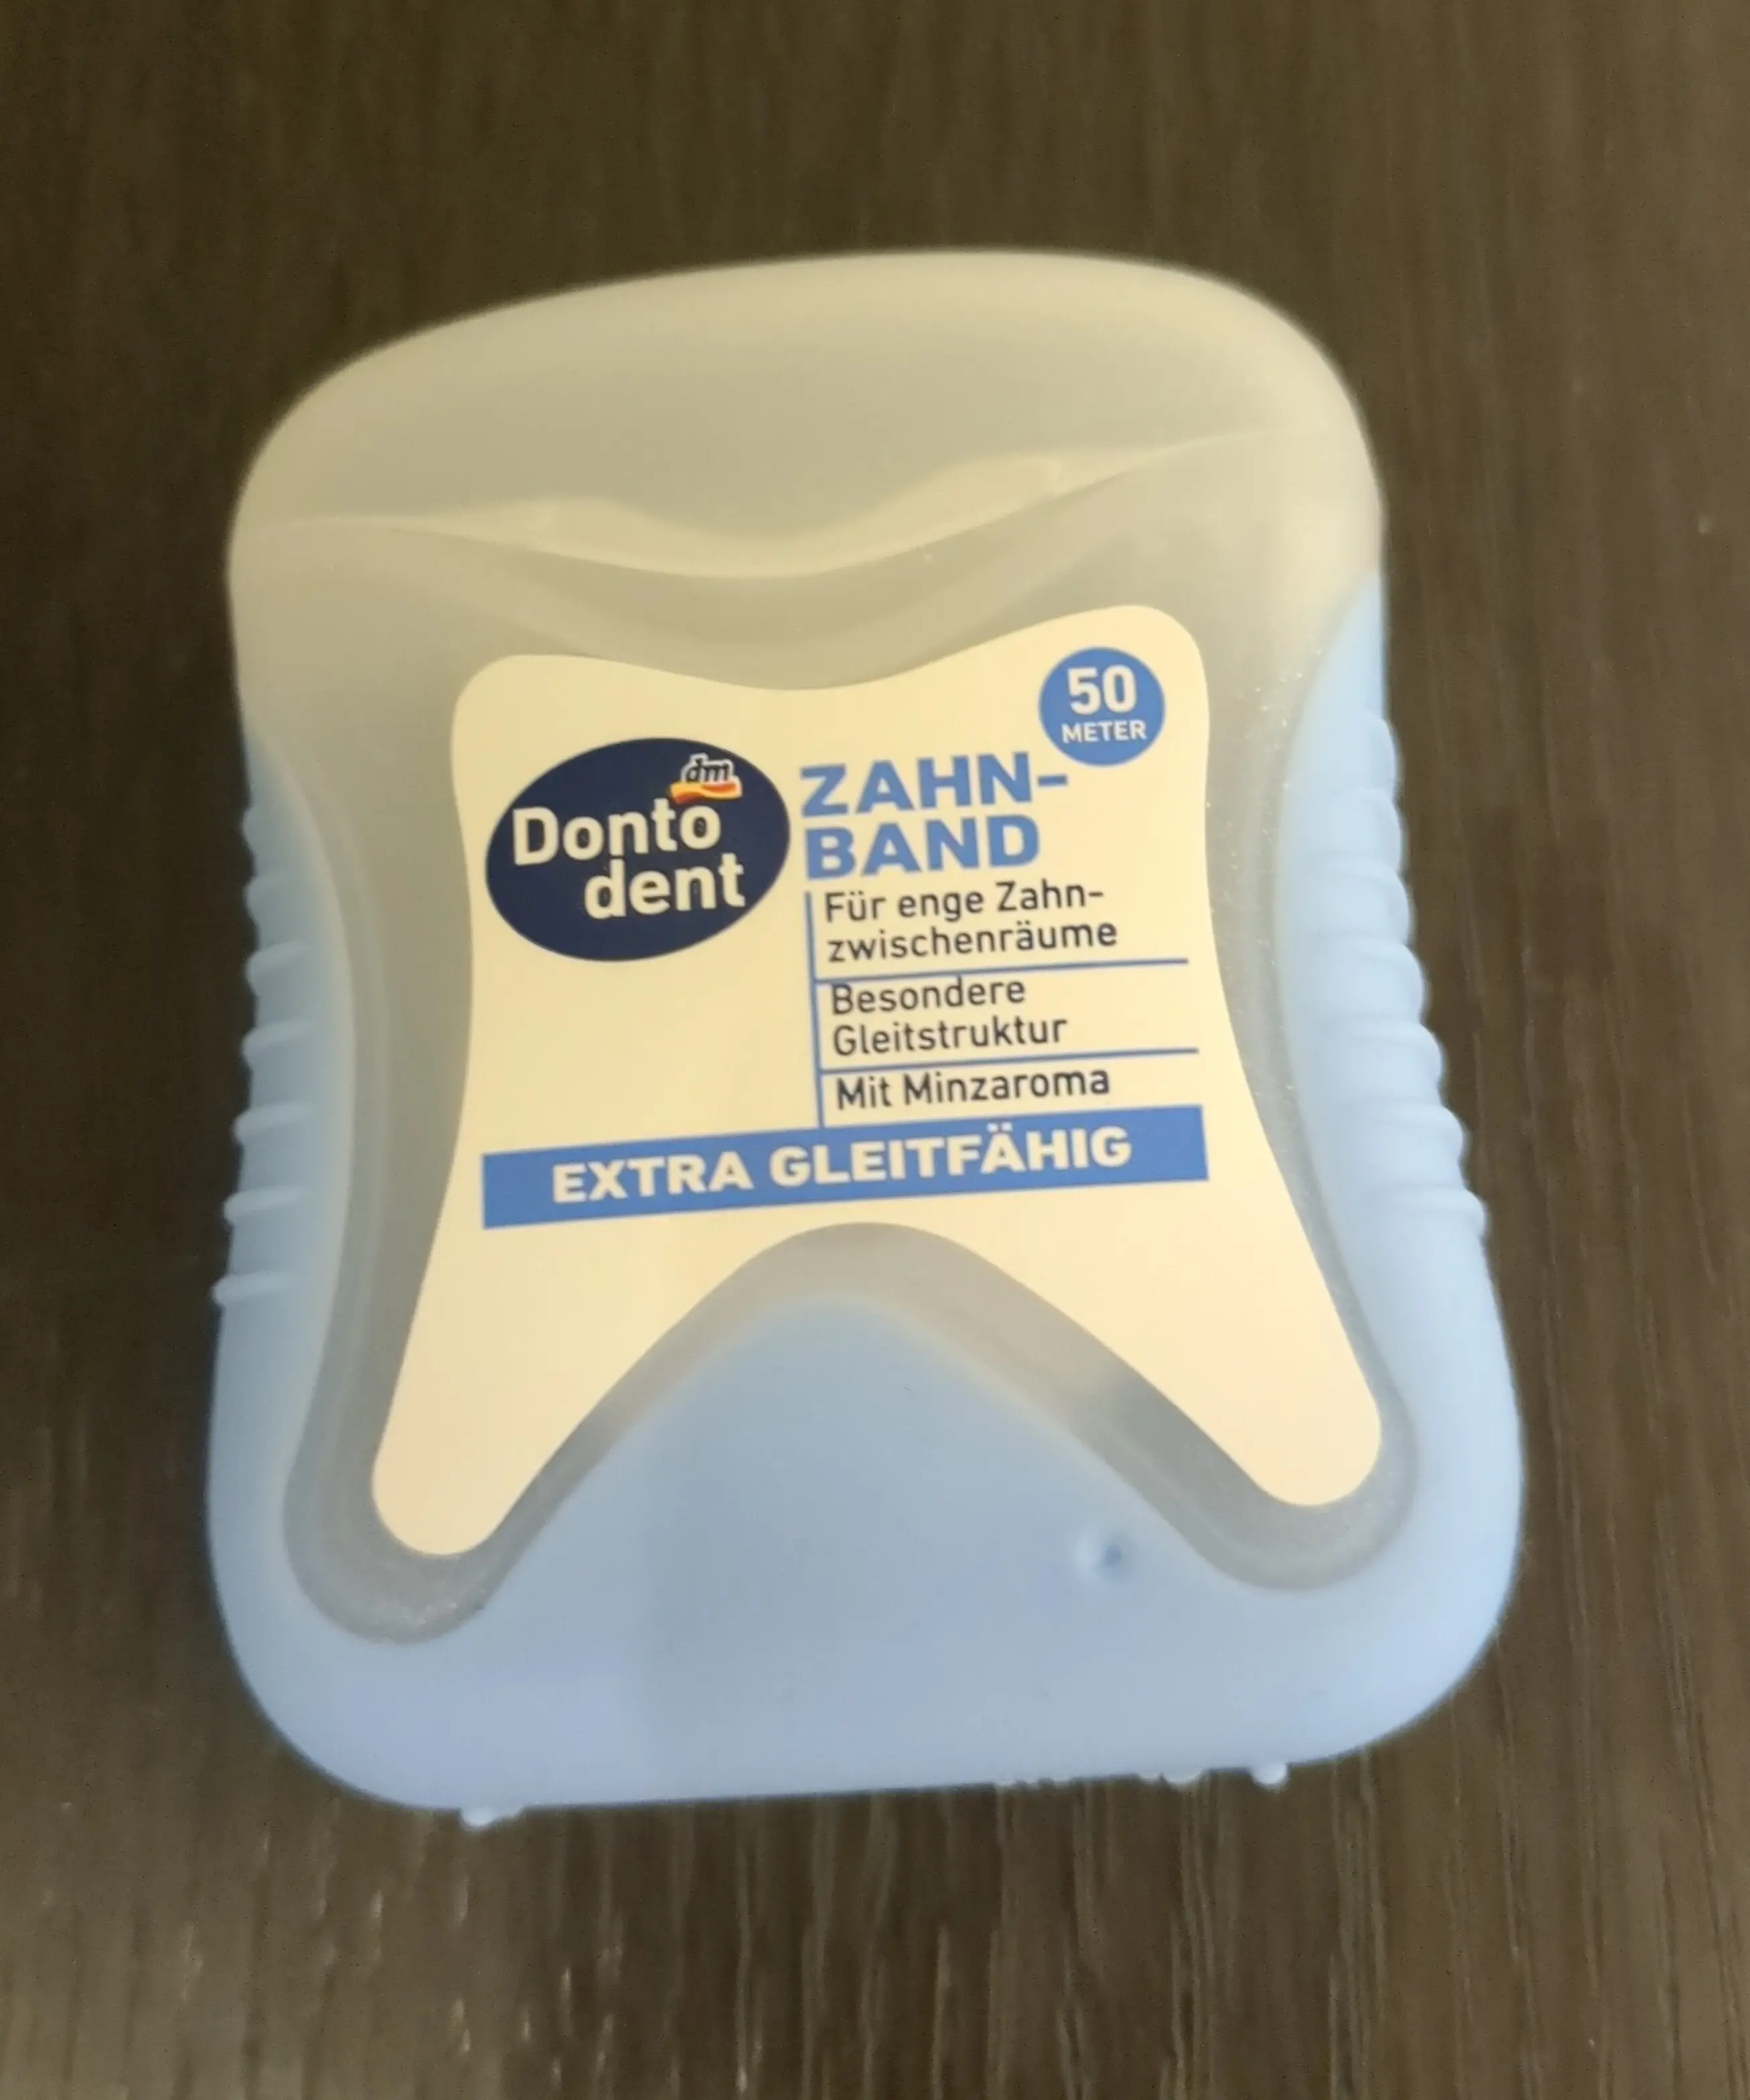 50
METER
dm
Donto
dent
ZAHN-
BAND
Für enge Zahn-
zwischenräume
Besondere
Gleitstruktur
Mit Minzaroma
EXTRA GLEITFÄHIG